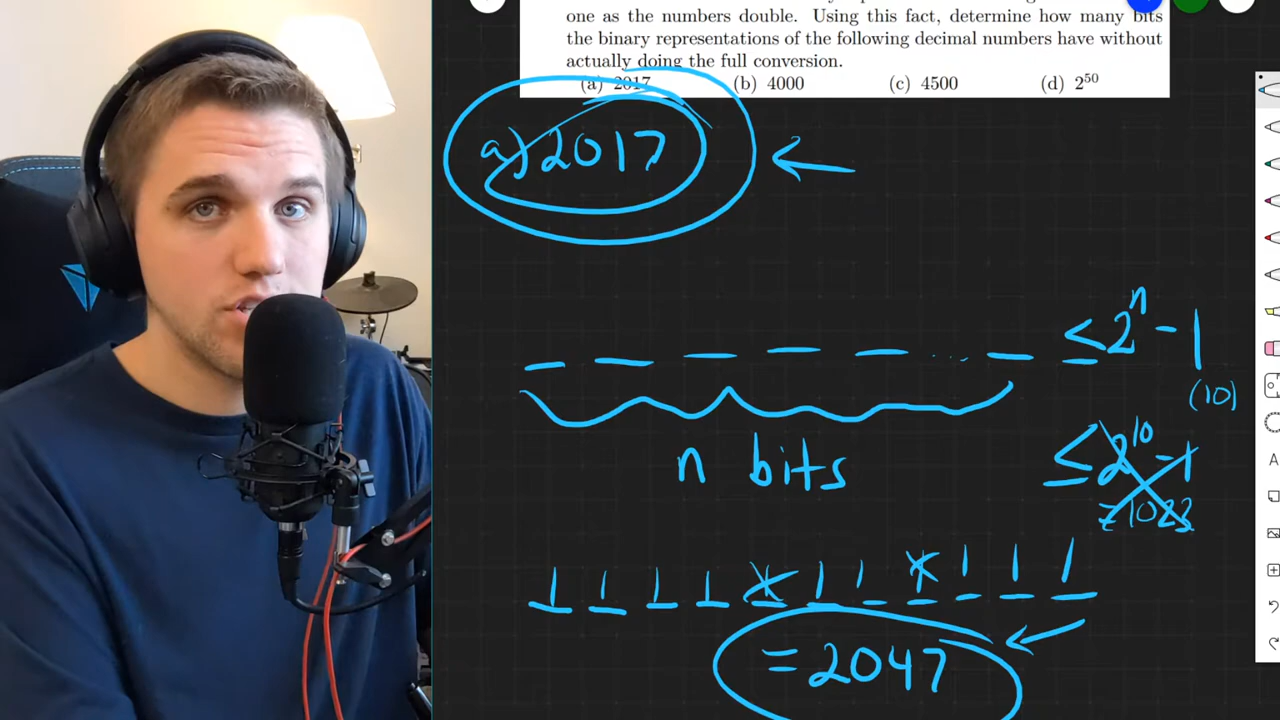 one as the numbers double. Using this fact, determine how many bits
the binary representations of the following decimal numbers have without
actually doing the full conversion.
(a) 2017 (b) 4000 (c) 4500 (d) 2^50
a) 2017
≤ 2^n - 1
(10)
n bits
≤ 2^10 - 1
= 1023
1 1 1 1 1 1 1 1 1 1 1
= 2047
A